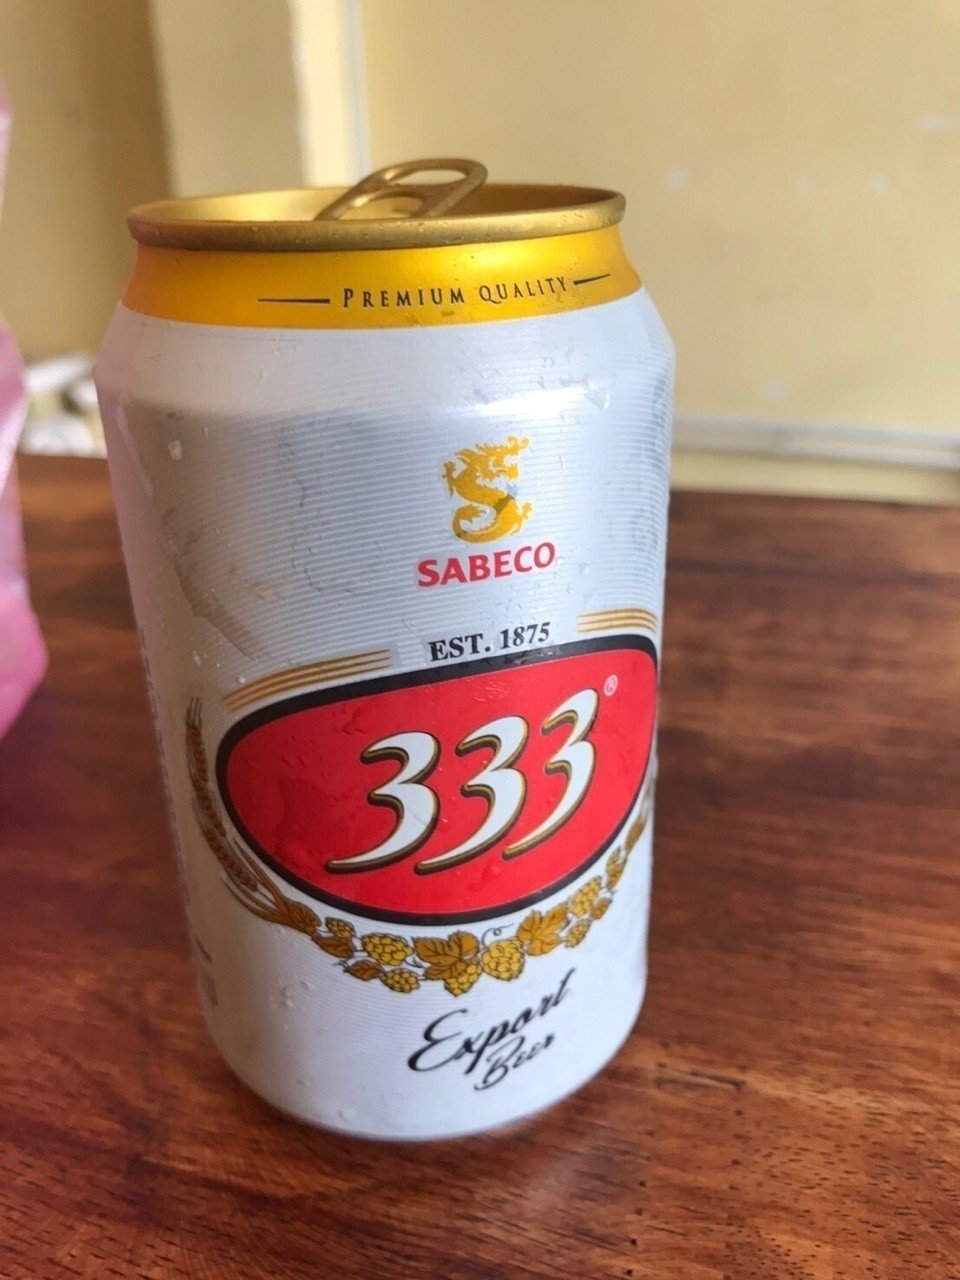 PREMIUM QUALITY
SABECO
EST. 1875
333®
Export
Beer